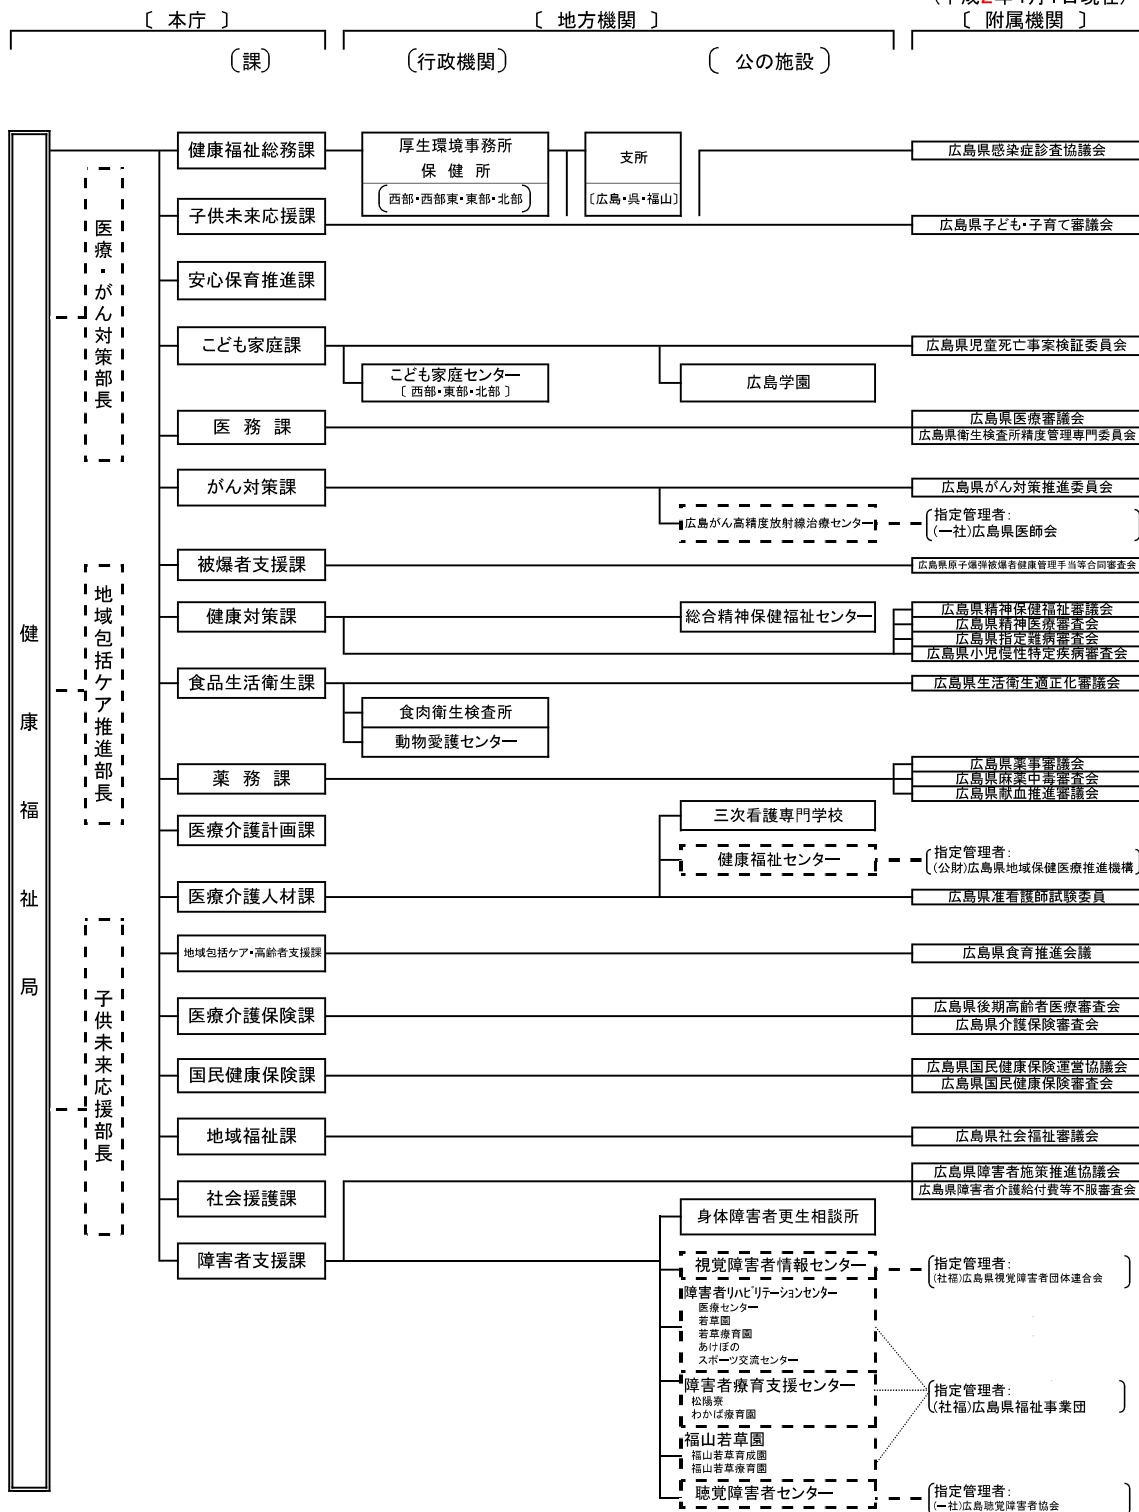 〔 本庁 〕
〔 地方機関 〕
〔 附属機関 〕
〔課〕
〔行政機関〕
〔 公の施設 〕
健康福祉局
医療・がん対策部長
地域包括ケア推進部長
子供未来応援部長
健康福祉総務課
厚生環境事務所
保健所
〔西部・西部東・東部・北部〕
支所
〔広島・呉・福山〕
広島県感染症診査協議会
子供未来応援課
広島県子ども・子育て審議会
安心保育推進課
こども家庭課
広島県児童死亡事案検証委員会
こども家庭センター
〔 西部・東部・北部 〕
広島学園
医務課
広島県医療審議会
広島県衛生検査所精度管理専門委員会
がん対策課
広島県がん対策推進委員会
広島がん高精度放射線治療センター
指定管理者:
(一社)広島県医師会
被爆者支援課
広島県原子爆弾被爆者健康管理手当等合同審査会
健康対策課
総合精神保健福祉センター
広島県精神保健福祉審議会
広島県精神医療審査会
広島県指定難病審査会
広島県小児慢性特定疾病審査会
食品生活衛生課
広島県生活衛生適正化審議会
食肉衛生検査所
動物愛護センター
薬務課
広島県薬事審議会
広島県麻薬中毒審査会
広島県献血推進審議会
三次看護専門学校
医療介護計画課
健康福祉センター
指定管理者:
(公財)広島県地域保健医療推進機構
医療介護人材課
広島県准看護師試験委員
地域包括ケア・高齢者支援課
広島県食育推進会議
医療介護保険課
広島県後期高齢者医療審査会
広島県介護保険審査会
国民健康保険課
広島県国民健康保険運営協議会
広島県国民健康保険審査会
地域福祉課
広島県社会福祉審議会
社会援護課
広島県障害者施策推進協議会
広島県障害者介護給付費等不服審査会
身体障害者更生相談所
障害者支援課
視覚障害者情報センター
指定管理者:
(社福)広島県視覚障害者団体連合会
障害者リハビリテーションセンター
医療センター
若草園
若草療育園
あけぼの
スポーツ交流センター
障害者療育支援センター
松陽寮
わかば療育園
指定管理者:
(社福)広島県福祉事業団
福山若草園
福山若草育成園
福山若草療育園
聴覚障害者センター
指定管理者:
(一社)広島聴覚障害者協会